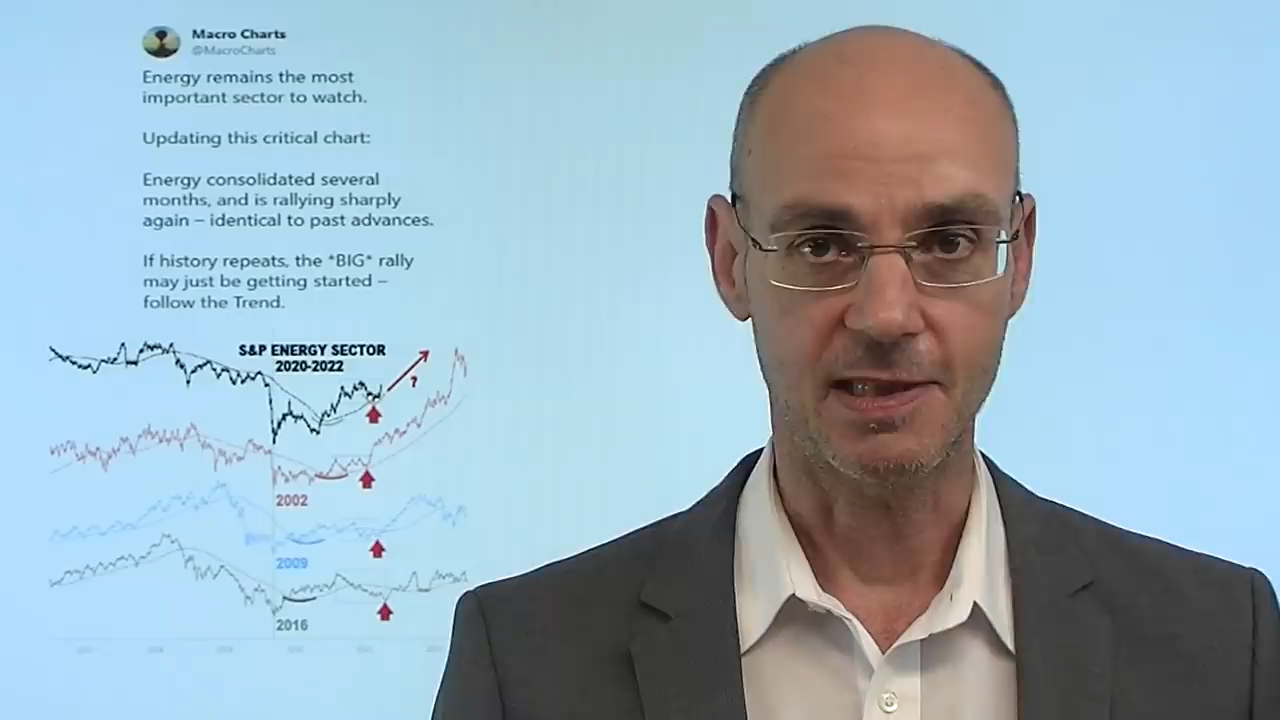 Macro Charts
@MacroCharts
Energy remains the most
important sector to watch.
Updating this critical chart:
Energy consolidated several
months, and is rallying sharply
again – identical to past advances.
If history repeats, the *BIG* rally
may just be getting started –
follow the Trend.
S&P ENERGY SECTOR
2020-2022
?
2002
2009
2016